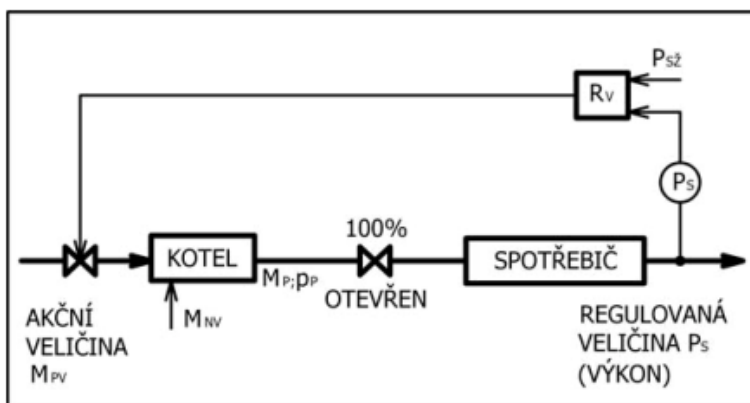 PSŽ
RV
PS
100%
KOTEL
SPOTŘEBIČ
MP;pP
OTEVŘEN
MNV
AKČNÍ
VELIČINA
MPV
REGULOVANÁ
VELIČINA PS
(VÝKON)